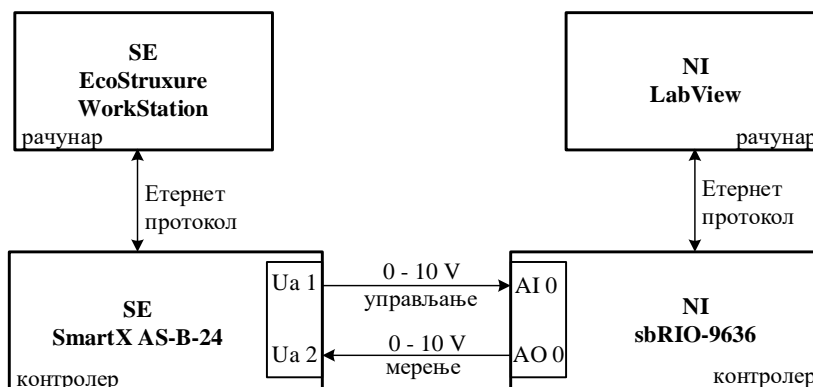 SE
EcoStruxure
WorkStation
рачунар
NI
LabView
рачунар
Етернет
протокол
Етернет
протокол
SE
SmartX AS-B-24
контролер
Ua 1
Ua 2
0 - 10 V
управљање
0 - 10 V
мерење
AI 0
AO 0
NI
sbRIO-9636
контролер